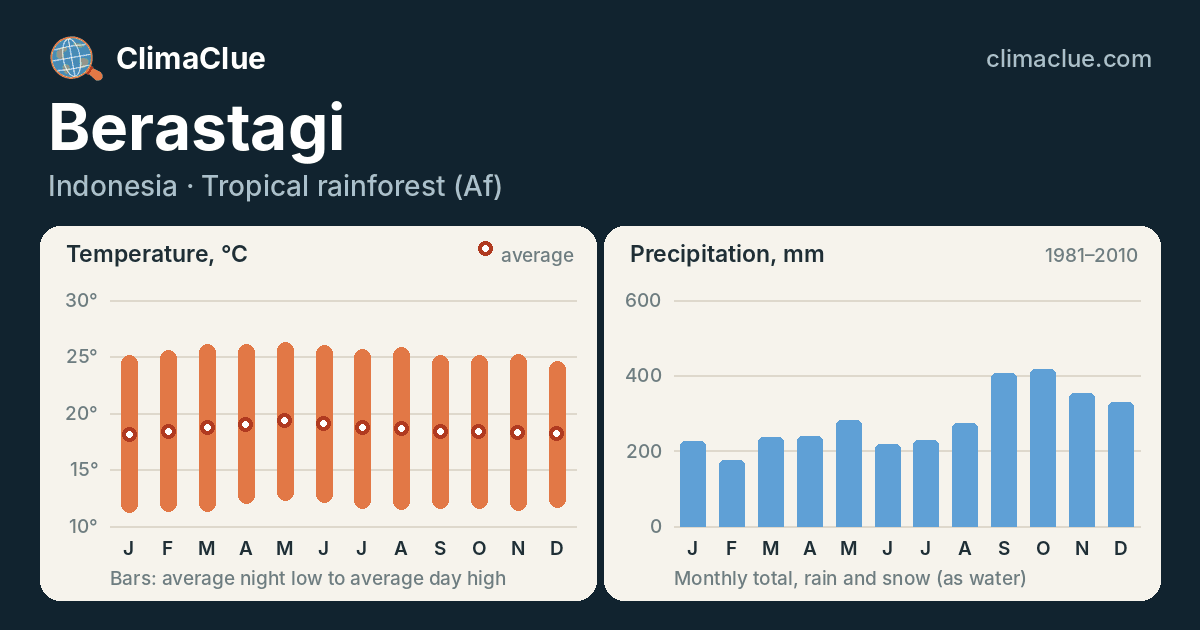 ClimaClue
climaclue.com
Berastagi
Indonesia · Tropical rainforest (Af)
Temperature, °C
average
30°
25°
20°
15°
10°
J F M A M J J A S O N D
Bars: average night low to average day high
Precipitation, mm
1981–2010
600
400
200
0
J F M A M J J A S O N D
Monthly total, rain and snow (as water)